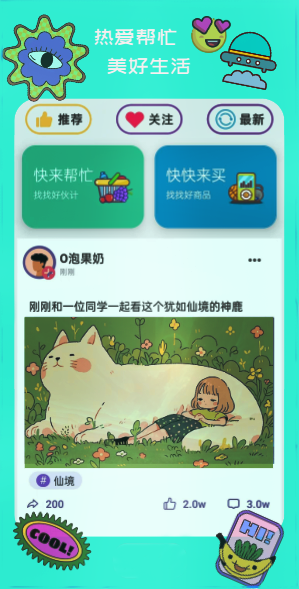 热爱帮忙
美好生活
推荐
关注
最新
快来帮忙
找找好伙计
快快来买
找找好商品
O泡果奶
刚刚
刚刚和一位同学一起看这个犹如仙境的神鹿
# 仙境
200
2.0w
3.0w
COOL!
HI!